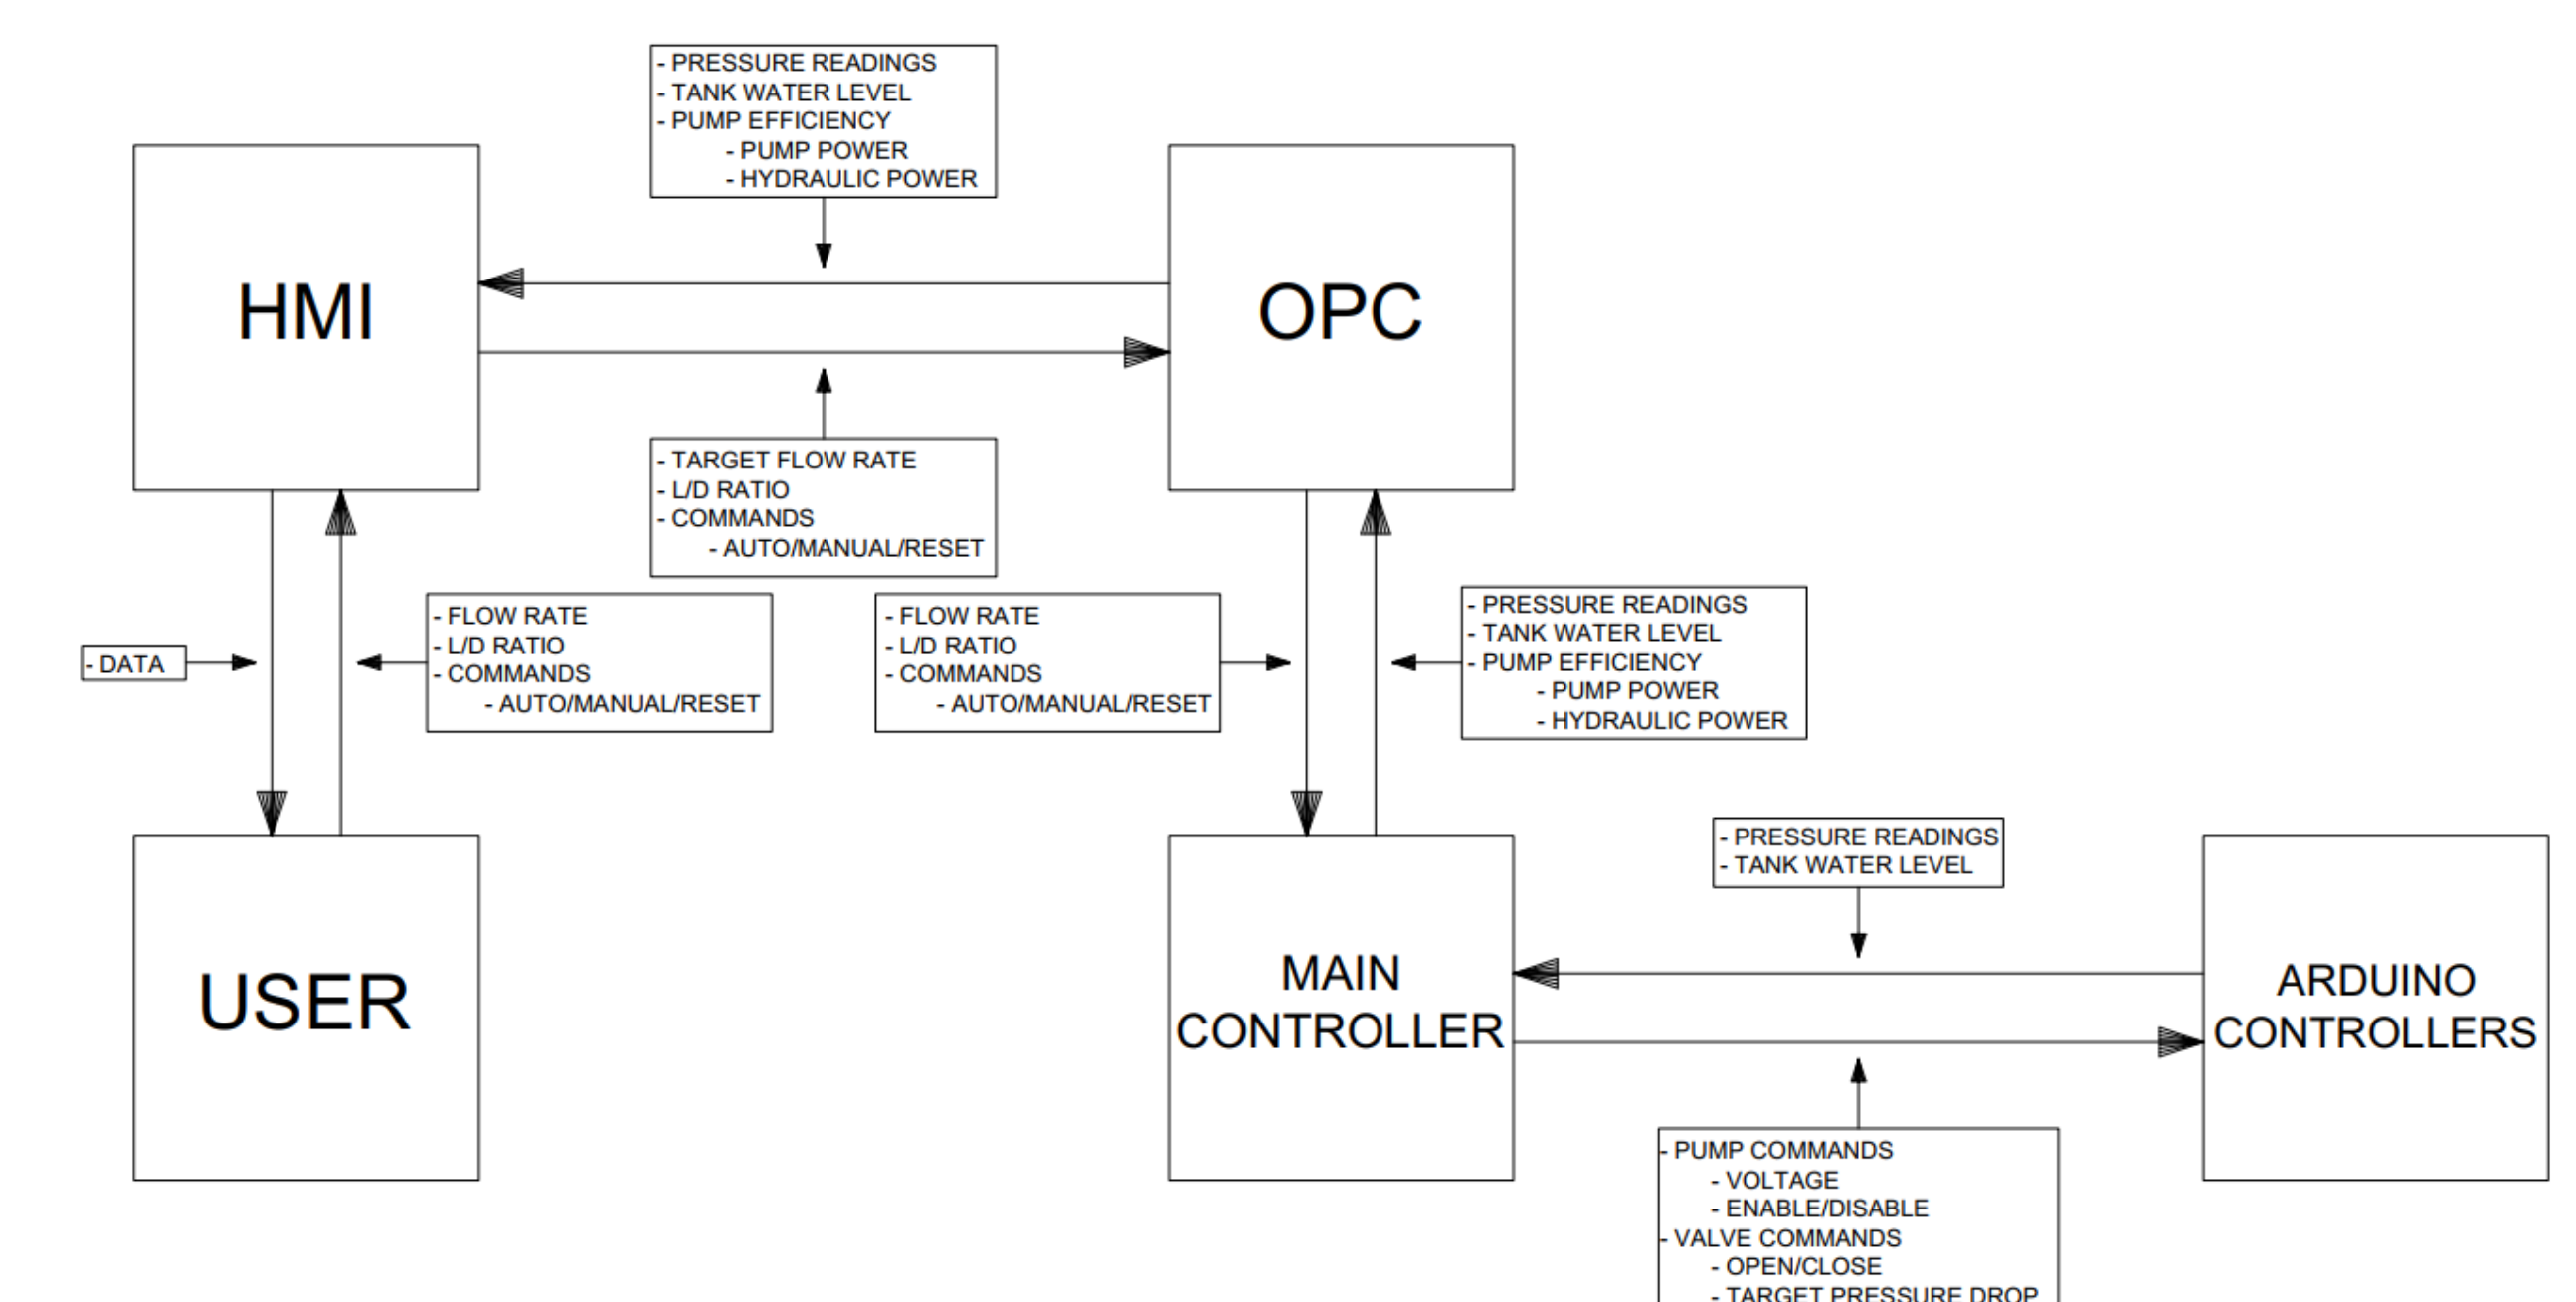 - PRESSURE READINGS
- TANK WATER LEVEL
- PUMP EFFICIENCY
- PUMP POWER
- HYDRAULIC POWER
HMI
OPC
- TARGET FLOW RATE
- L/D RATIO
- COMMANDS
- AUTO/MANUAL/RESET
- DATA
- FLOW RATE
- L/D RATIO
- COMMANDS
- AUTO/MANUAL/RESET
- FLOW RATE
- L/D RATIO
- COMMANDS
- AUTO/MANUAL/RESET
- PRESSURE READINGS
- TANK WATER LEVEL
- PUMP EFFICIENCY
- PUMP POWER
- HYDRAULIC POWER
USER
MAIN
CONTROLLER
- PRESSURE READINGS
- TANK WATER LEVEL
ARDUINO
CONTROLLERS
- PUMP COMMANDS
- VOLTAGE
- ENABLE/DISABLE
- VALVE COMMANDS
- OPEN/CLOSE
- TARGET PRESSURE DROP